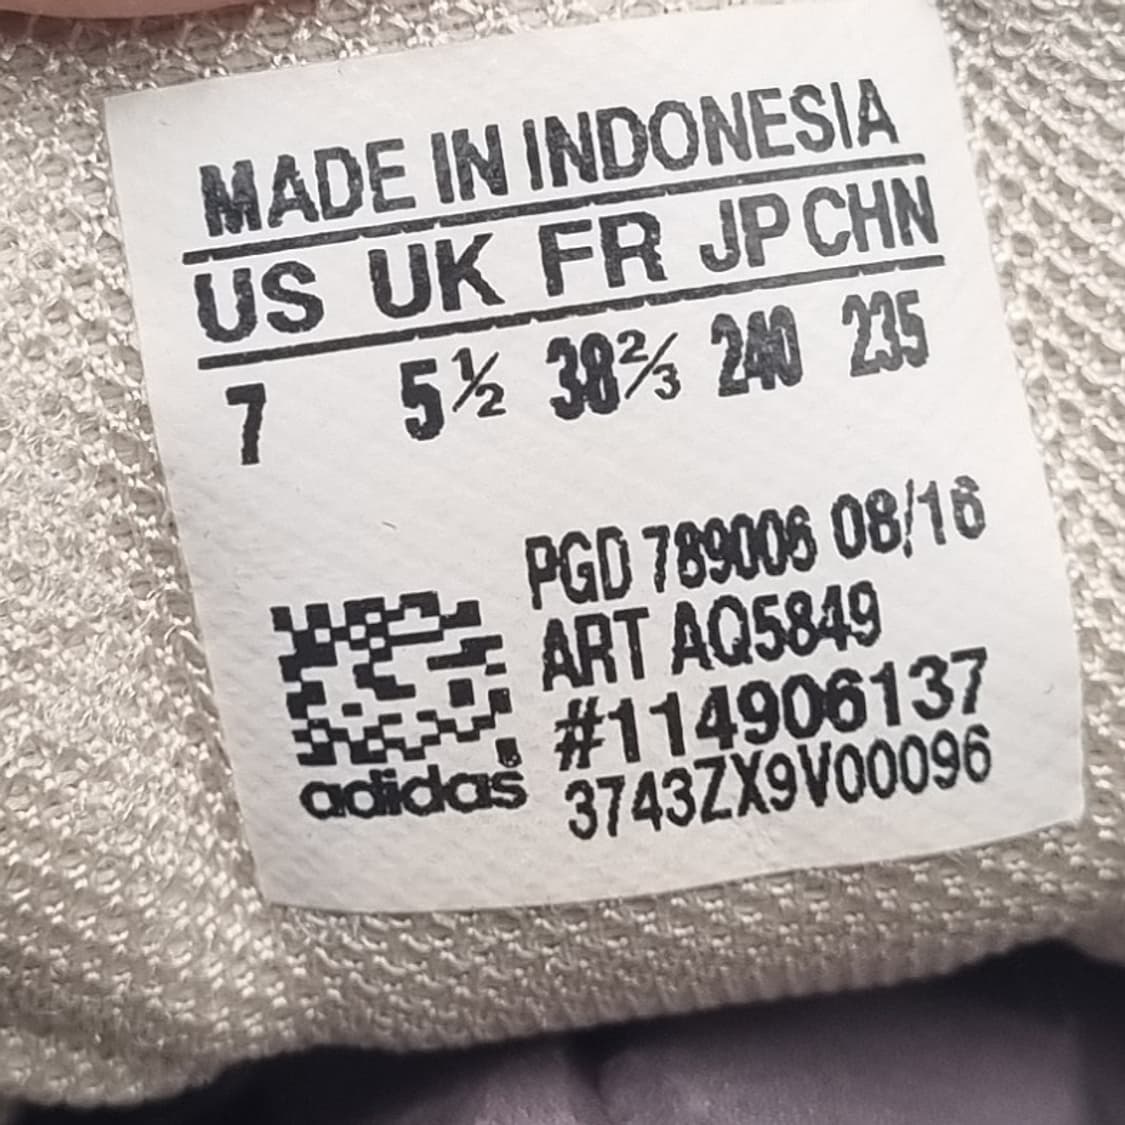 MADE IN INDONESIA
US UK FR JP CHN
7 5½ 38⅔ 240 235
PGD 789006 08/16
ART AQ5849
#114906137
adidas 3743ZX9V00096